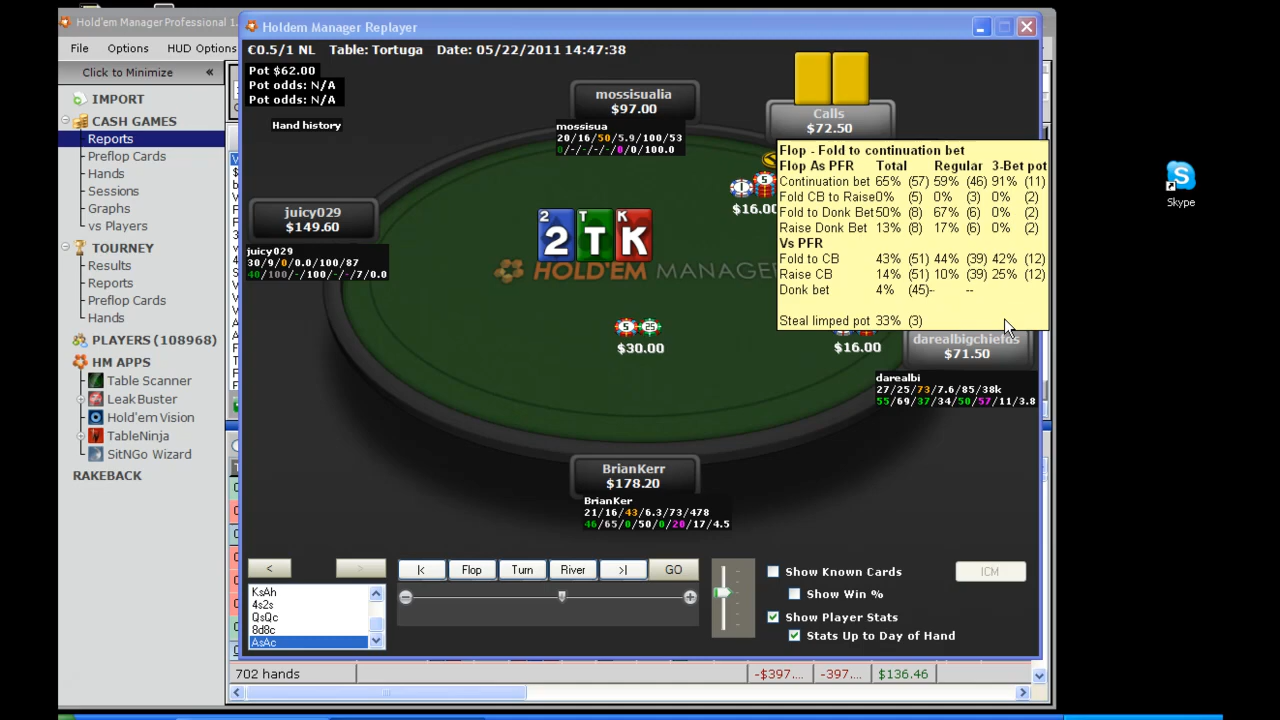 Hold'em Manager Professional 1.
File Options HUD Options
Click to Minimize «
IMPORT
CASH GAMES
Reports
Preflop Cards
Hands
Sessions
Graphs
vs Players
TOURNEY
Results
Reports
Preflop Cards
Hands
PLAYERS (108968)
HM APPS
Table Scanner
LeakBuster
Hold'em Vision
TableNinja
SitNGo Wizard
RAKEBACK
Holdem Manager Replayer
€0.5/1 NL Table: Tortuga Date: 05/22/2011 14:47:38
Pot $62.00
Pot odds: N/A
Pot odds: N/A
Hand history
mossisualia
$97.00
mossisua
20/16/50/5.9/100/53
0/-/-/-/-/0/0/100.0
Calls
$72.50
5
$16.00
Flop - Fold to continuation bet
Flop As PFR Total Regular 3-Bet pot
Continuation bet 65% (57) 59% (46) 91% (11)
Fold CB to Raise0% (5) 0% (3) 0% (2)
Fold to Donk Bet50% (8) 67% (6) 0% (2)
Raise Donk Bet 13% (8) 17% (6) 0% (2)
Vs PFR
Fold to CB 43% (51) 44% (39) 42% (12)
Raise CB 14% (51) 10% (39) 25% (12)
Donk bet 4% (45)-- --
Steal limped pot 33% (3)
juicy029
$149.60
juicy029
30/9/0/0.0/100/87
40/100/-/100/-/-/7/0.0
2 T K
2 T K
HOLD'EM MANAGER
5 25
$30.00
$16.00
darealbigchiefds
$71.50
darealbi
27/25/73/7.6/85/38k
55/69/37/34/50/57/11/3.8
BrianKerr
$178.20
BrianKer
21/16/43/6.3/73/478
46/65/0/50/0/20/17/4.5
< >
|< Flop Turn River >| GO
KsAh
4s2s
QsQc
8d8c
AsAc
Show Known Cards
Show Win %
Show Player Stats
Stats Up to Day of Hand
ICM
702 hands -$397.... -397.... $136.46
Skype